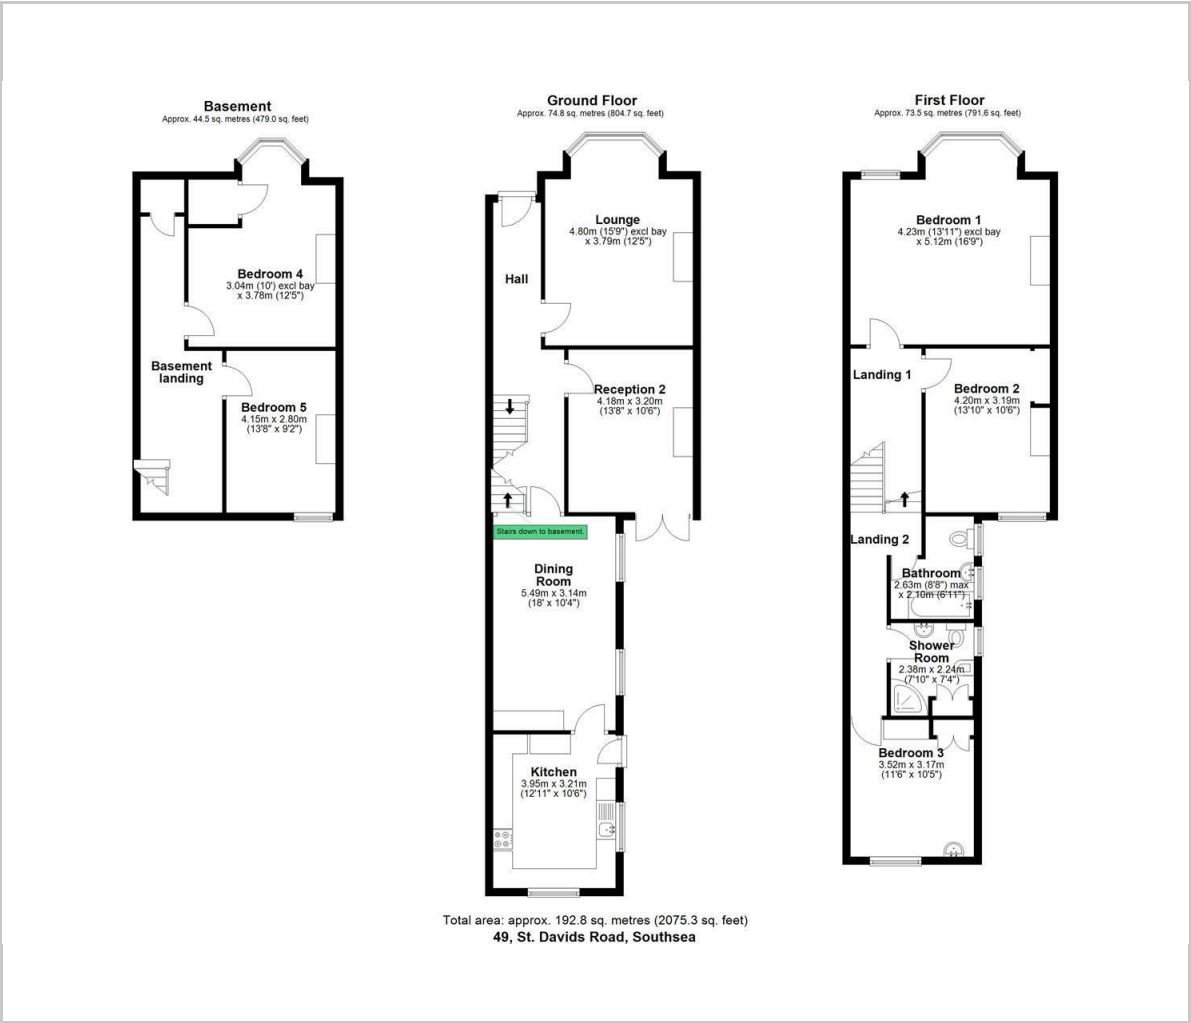 Basement
Approx. 44.5 sq. metres (479.0 sq. feet)
Bedroom 4
3.04m (10') excl bay
x 3.78m (12'5")
Basement
landing
Bedroom 5
4.15m x 2.80m
(13'8" x 9'2")
Ground Floor
Approx. 74.8 sq. metres (804.7 sq. feet)
Lounge
4.80m (15'9") excl bay
x 3.79m (12'5")
Hall
Reception 2
4.18m x 3.20m
(13'8" x 10'6")
Stairs down to basement.
Dining
Room
5.49m x 3.14m
(18' x 10'4")
Kitchen
3.95m x 3.21m
(12'11" x 10'6")
First Floor
Approx. 73.5 sq. metres (791.6 sq. feet)
Bedroom 1
4.23m (13'11") excl bay
x 5.12m (16'9")
Landing 1
Bedroom 2
4.20m x 3.19m
(13'10" x 10'6")
Landing 2
Bathroom
2.63m (8'8") max
x 2.10m (6'11")
Shower
Room
2.38m x 2.24m
(7'10" x 7'4")
Bedroom 3
3.52m x 3.17m
(11'6" x 10'5")
Total area: approx. 192.8 sq. metres (2075.3 sq. feet)
49, St. Davids Road, Southsea